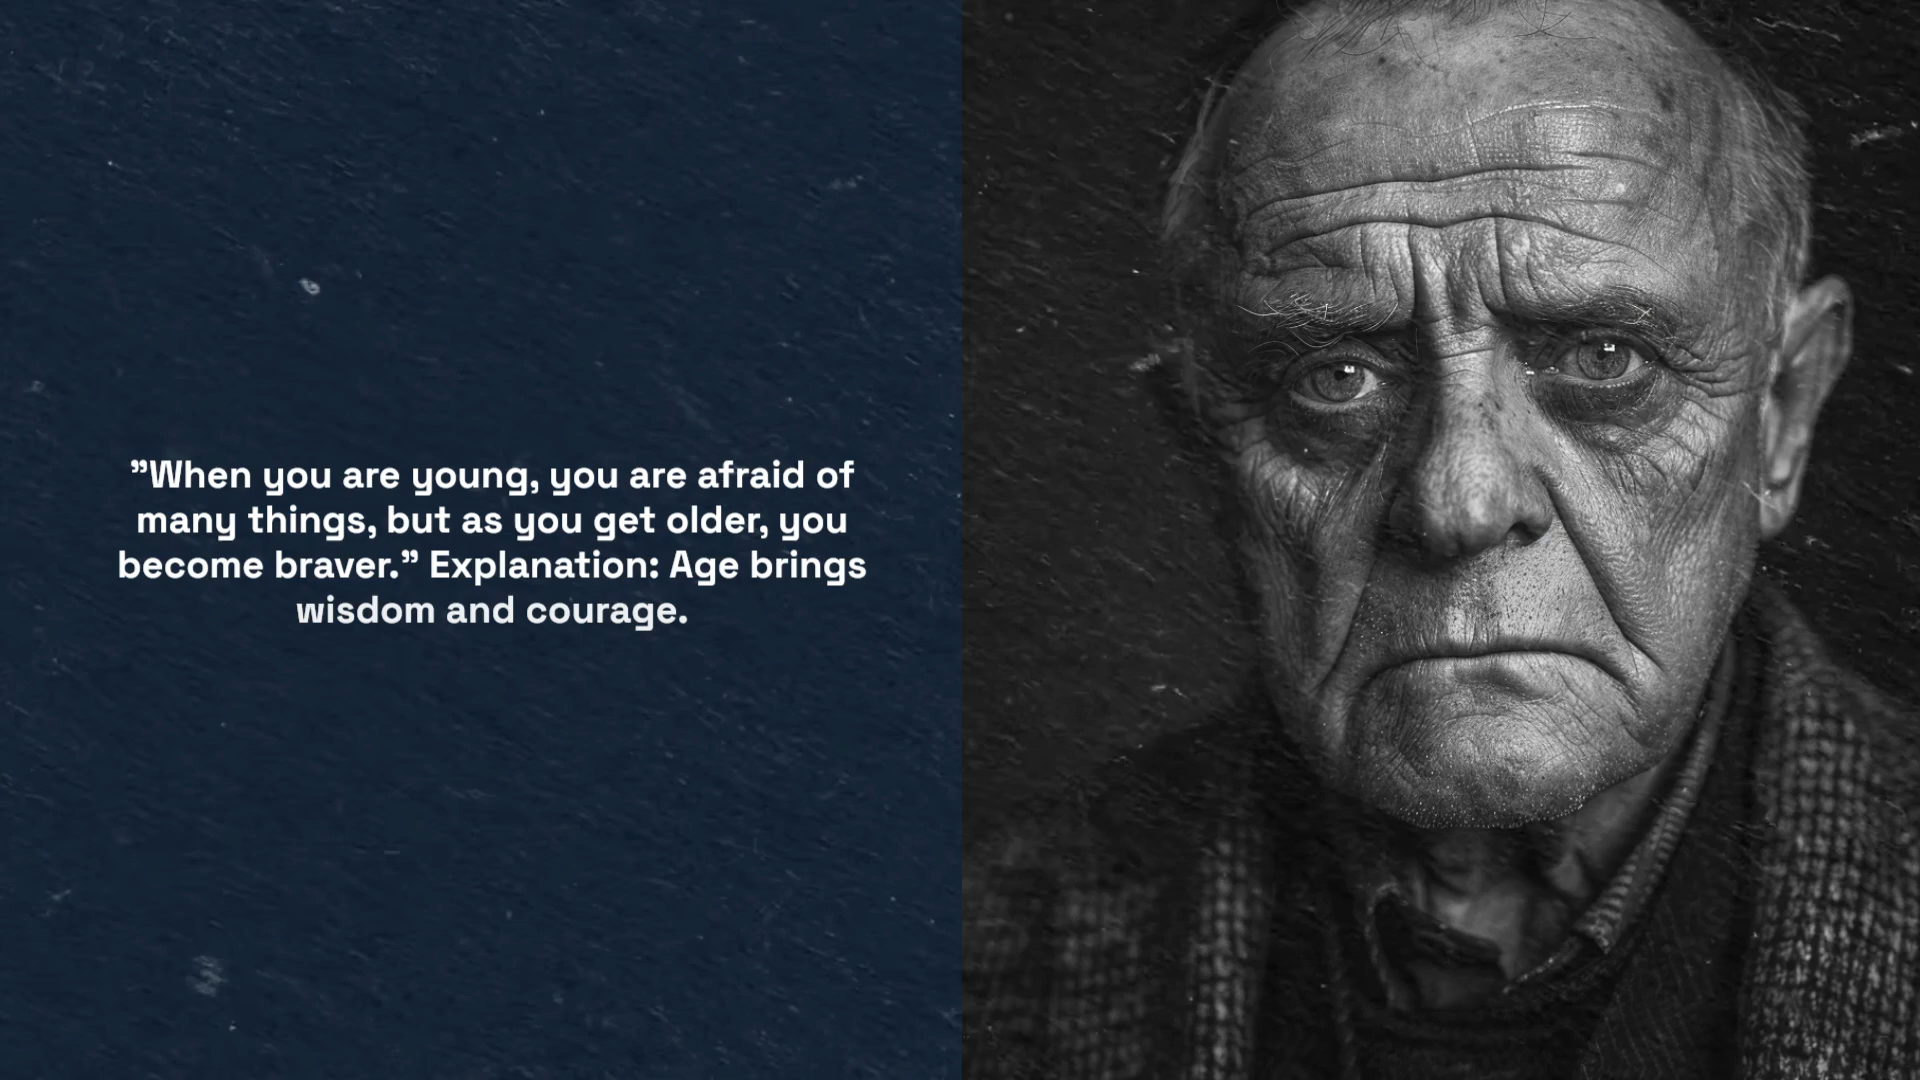 ”When you are young, you are afraid of
many things, but as you get older, you
become braver.” Explanation: Age brings
wisdom and courage.